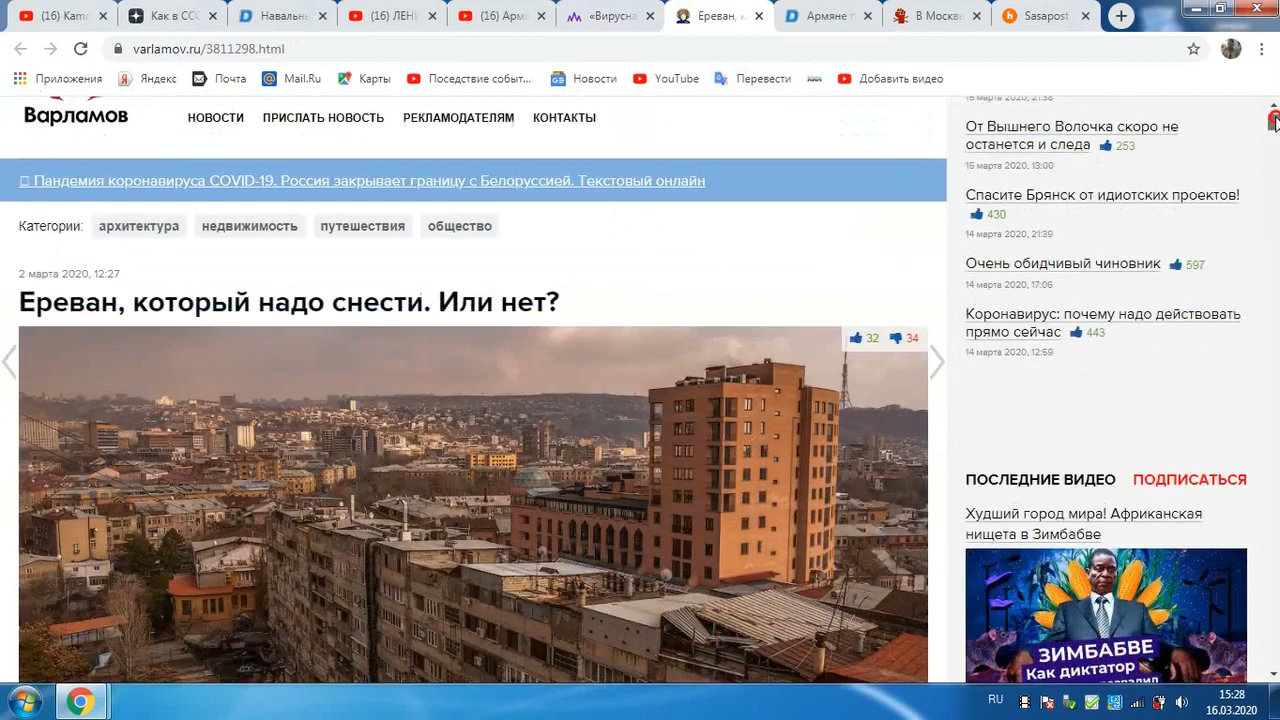 (16) Kamr
Как в ССС
Навальны
(16) ЛЕНИ
(16) Арме
«Вирусна
Ереван, к
Армяне п
В Москве
Sasapost
varlamov.ru/3811298.html
Приложения
Яндекс
Почта
Mail.Ru
Карты
Поседствие событ...
Новости
YouTube
Перевести
Добавить видео
Варламов
НОВОСТИ
ПРИСЛАТЬ НОВОСТЬ
РЕКЛАМОДАТЕЛЯМ
КОНТАКТЫ
Пандемия коронавируса COVID-19. Россия закрывает границу с Белоруссией. Текстовый онлайн
Категории: архитектура недвижимость путешествия общество
2 марта 2020, 12:27
Ереван, который надо снести. Или нет?
32 34
От Вышнего Волочка скоро не
останется и следа 253
15 марта 2020, 13:00
Спасите Брянск от идиотских проектов!
430
14 марта 2020, 21:39
Очень обидчивый чиновник 597
14 марта 2020, 17:06
Коронавирус: почему надо действовать
прямо сейчас 443
14 марта 2020, 12:59
ПОСЛЕДНИЕ ВИДЕО ПОДПИСАТЬСЯ
Худший город мира! Африканская
нищета в Зимбабве
ЗИМБАБВЕ
Как диктатор
RU
15:28
16.03.2020